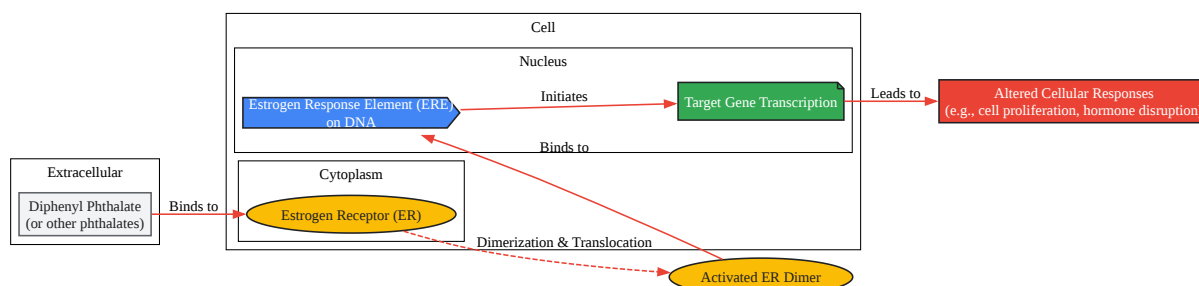 Cell
Nucleus
Estrogen Response Element (ERE)
on DNA
Initiates
Target Gene Transcription
Leads to
Altered Cellular Responses
(e.g., cell proliferation, hormone disruption
Binds to
Extracellular
Diphenyl Phthalate
(or other phthalates)
Binds to
Cytoplasm
Estrogen Receptor (ER)
Dimerization & Translocation
Activated ER Dimer